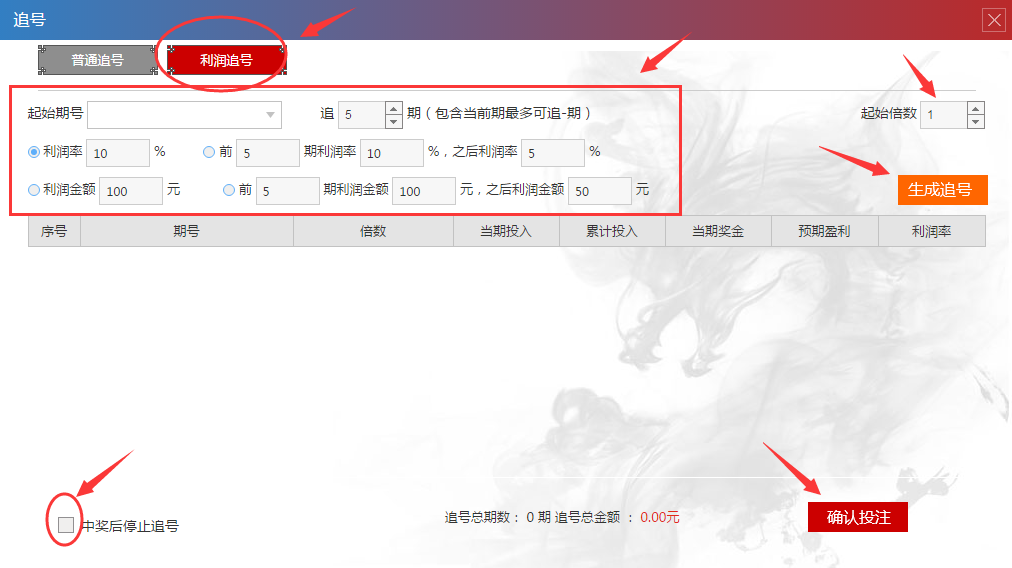 追号
普通追号 利润追号
起始期号 追 5 期（包含当前期最多可追-期） 起始倍数 1
利润率 10 % 前 5 期利润率 10 %，之后利润率 5 %
利润金额 100 元 前 5 期利润金额 100 元，之后利润金额 50 元 生成追号
序号 期号 倍数 当期投入 累计投入 当期奖金 预期盈利 利润率
中奖后停止追号 追号总期数： 0 期 追号总金额 ： 0.00元 确认投注